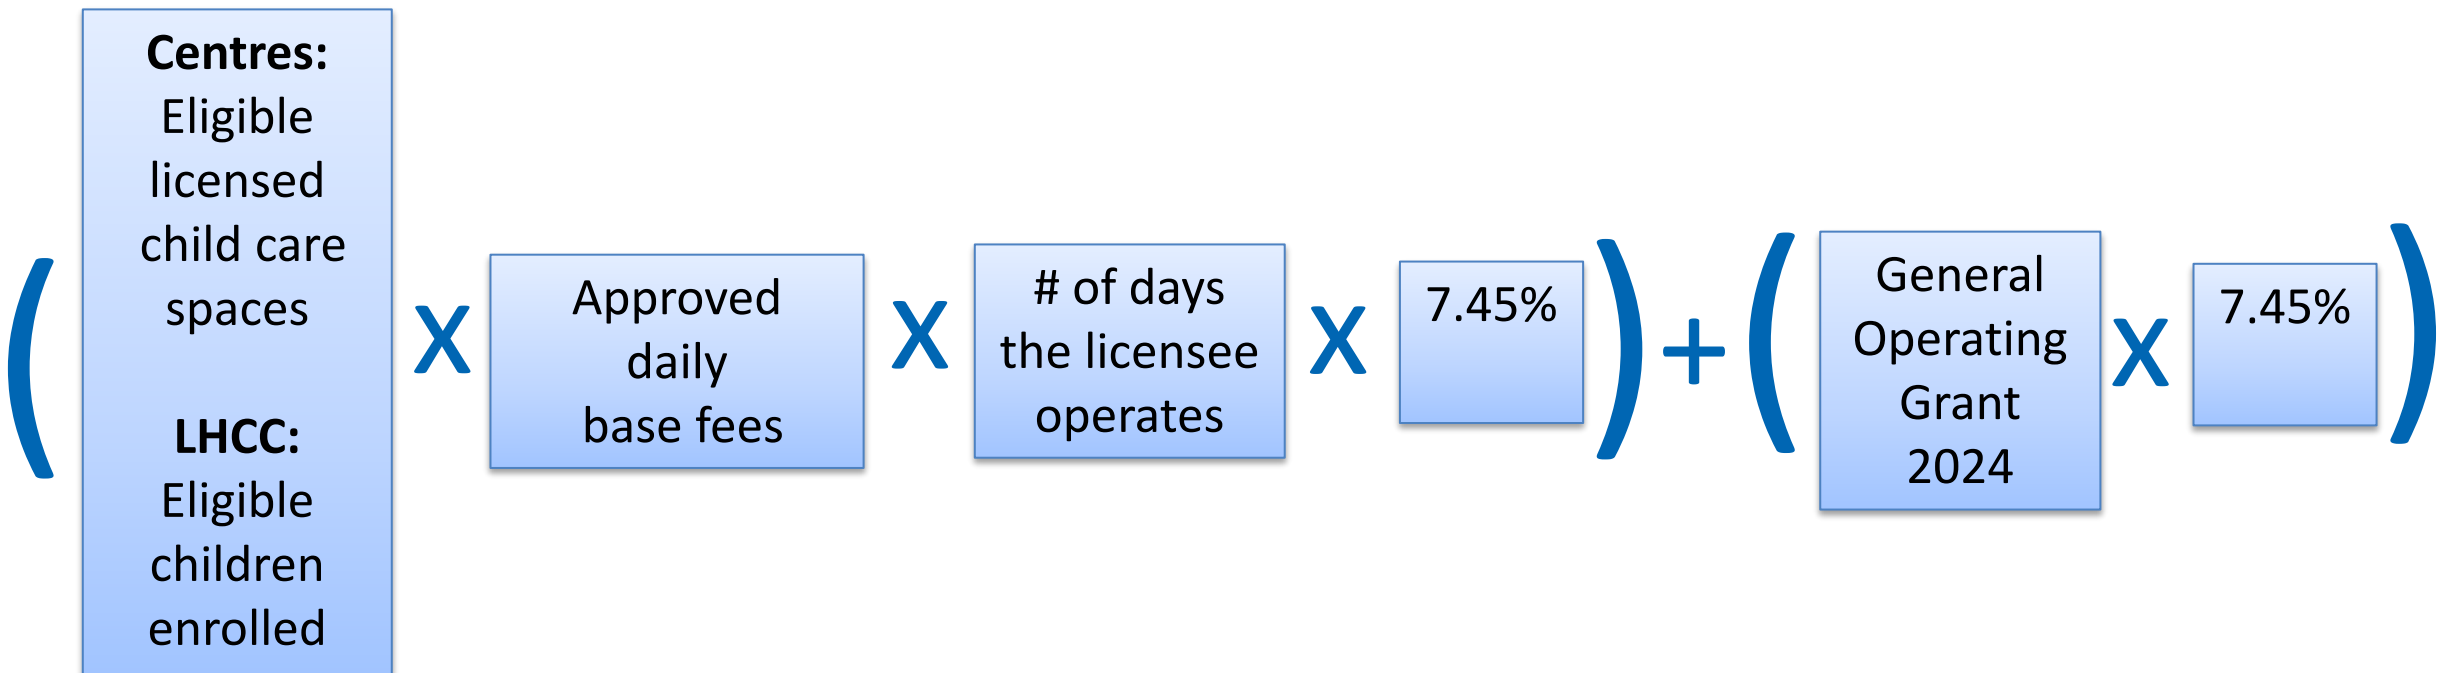 Centres:
Eligible
licensed
child care
spaces
LHCC:
Eligible
children
enrolled
(
X
Approved
daily
base fees
X
# of days
the licensee
operates
X
7.45%
)
+
(
General
Operating
Grant
2024
X
7.45%
)